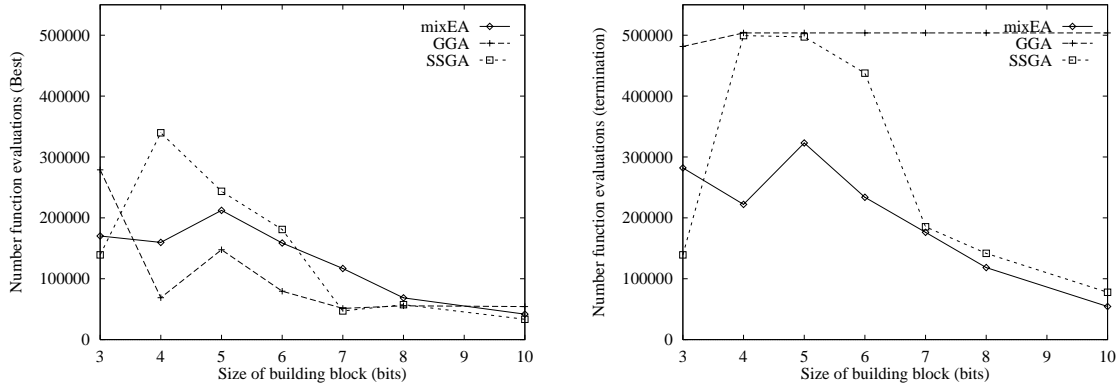 Number function evaluations (Best)
550000
500000
400000
300000
200000
100000
0
3 4 5 6 7 8 9 10
Size of building block (bits)
mixEA
GGA
SSGA
Number function evaluations (termination)
500000
400000
300000
200000
100000
0
3 4 5 6 7 8 9 10
Size of building block (bits)
mixEA
GGA
SSGA